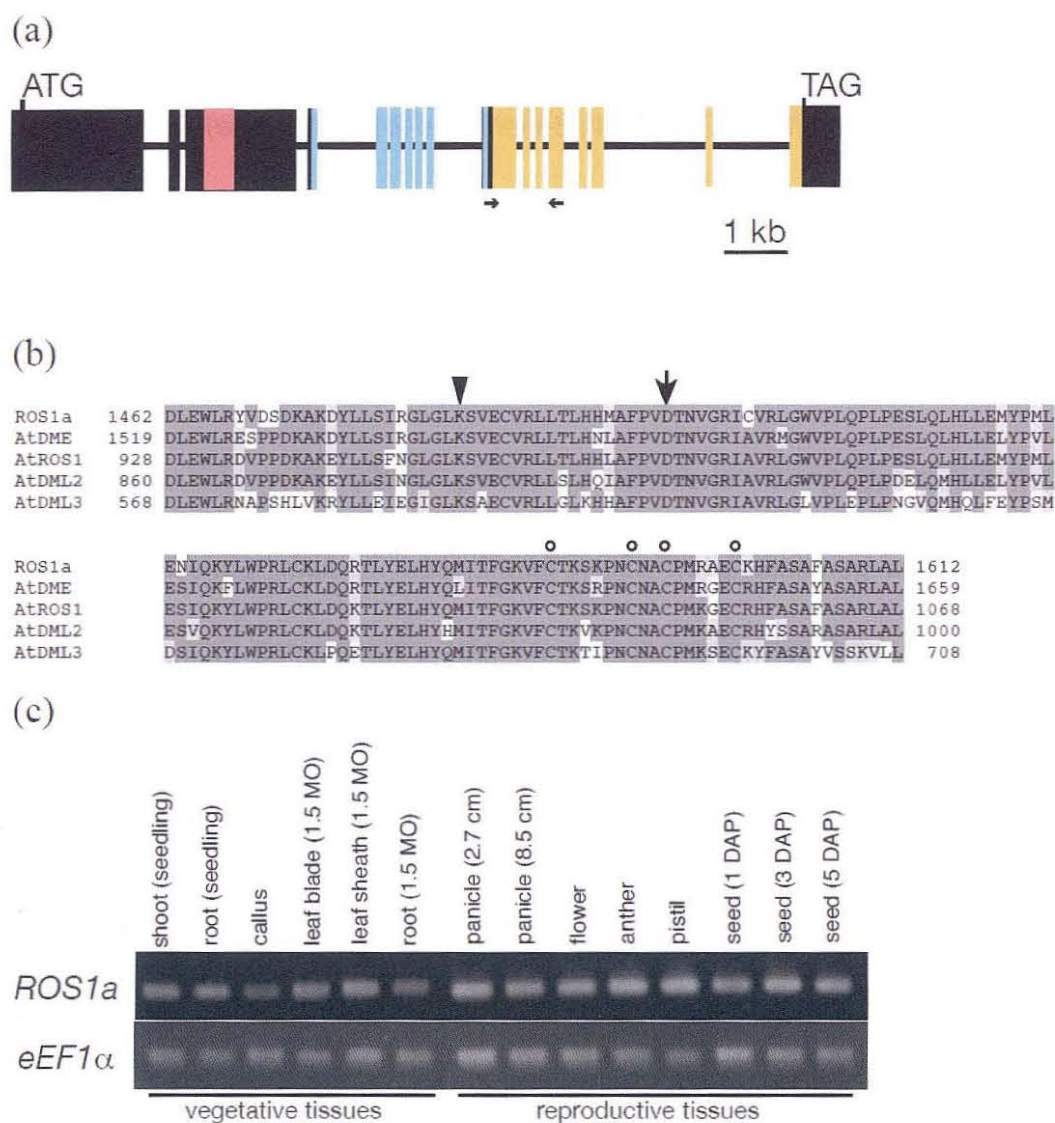 (a)
ATG TAG
1 kb
(b)
ROS1a 1462 DLEWLRYVDSDKAKDYLLSIRGLGLKSVECVRLLTLHHMAFPVDTNVGRICVRLGWVPLQPLPESLQLHLLEMYPML
AtDME 1519 DLEWLRESPPDKAKDYLLSIRGLGLKSVECVRLLTLHNLAFPVDTNVGRIAVRMGWVPLQPLPESLQLHLLELYPVL
AtROS1 928 DLEWLRDVPPDKAKEYLLSFNGLGLKSVECVRLLTLHHLAFPVDTNVGRIAVRLGWVPLQPLPESLQLHLLEMYPML
AtDML2 860 DLEWLRDVPPDKAKEYLLSINGLGLKSVECVRLLSLHQIAFPVDTNVGRIAVRLGWVPLQPLPDELQMHLLELYPVL
AtDML3 568 DLEWLRNAPSHLVKRYLLEIEGIGLKSAECVRLLGLKHHAFPVDTNVGRIAVRLGLVPLEPLPNGVQMHQLFEYPSM
ROS1a ENIQKYLWPRLCKLDQRTLYELHYQMITFGKVFCTKSKPNCNACPMRAECKHFASAFASARLAL 1612
AtDME ESIQKFLWPRLCKLDQRTLYELHYQLITFGKVFCTKSRPNCNACPMRGECRHFASAYASARLAL 1659
AtROS1 ESIQKYLWPRLCKLDQKTLYELHYQMITFGKVFCTKSKPNCNACPMKGECRHFASAFASARLAL 1068
AtDML2 ESVQKYLWPRLCKLDQKTLYELHYHMITFGKVFCTKVKPNCNACPMKAECRHYSSARASARLAL 1000
AtDML3 DSIQKYLWPRLCKLPQETLYELHYQMITFGKVFCTKTIPNCNACPMKSECKYFASAYVSSKVLL 708
(c)
shoot (seedling)
root (seedling)
callus
leaf blade (1.5 MO)
leaf sheath (1.5 MO)
root (1.5 MO)
panicle (2.7 cm)
panicle (8.5 cm)
flower
anther
pistil
seed (1 DAP)
seed (3 DAP)
seed (5 DAP)
ROS1a
eEF1α
vegetative tissues reproductive tissues